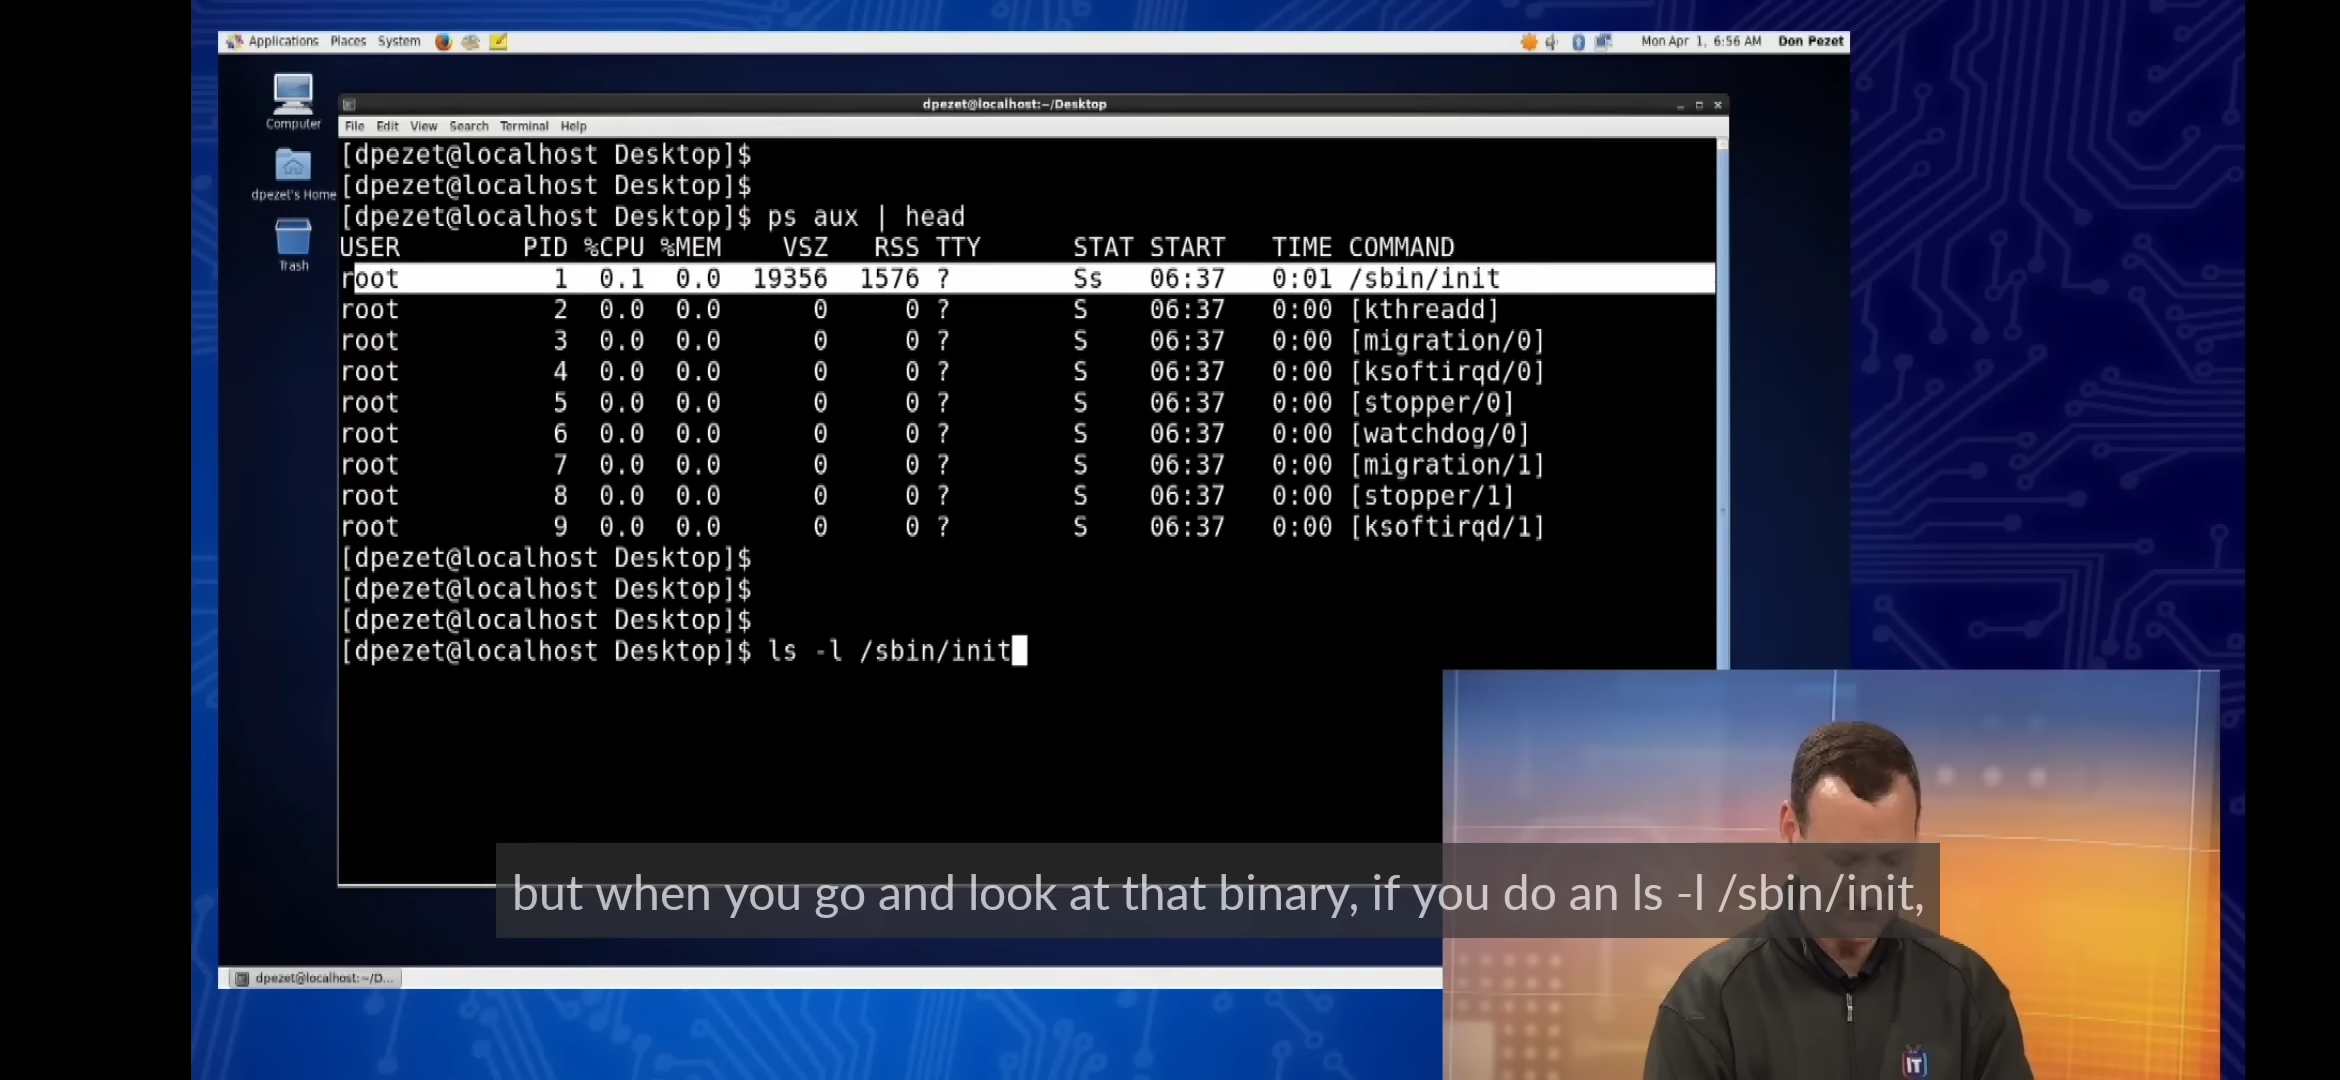 Applications Places System Mon Apr 1, 6:56 AM Don Pezet
Computer
dpezet's Home
Trash
dpezet@localhost:~/Desktop
File Edit View Search Terminal Help
[dpezet@localhost Desktop]$
[dpezet@localhost Desktop]$
[dpezet@localhost Desktop]$ ps aux | head
USER PID %CPU %MEM VSZ RSS TTY STAT START TIME COMMAND
root 1 0.1 0.0 19356 1576 ? Ss 06:37 0:01 /sbin/init
root 2 0.0 0.0 0 0 ? S 06:37 0:00 [kthreadd]
root 3 0.0 0.0 0 0 ? S 06:37 0:00 [migration/0]
root 4 0.0 0.0 0 0 ? S 06:37 0:00 [ksoftirqd/0]
root 5 0.0 0.0 0 0 ? S 06:37 0:00 [stopper/0]
root 6 0.0 0.0 0 0 ? S 06:37 0:00 [watchdog/0]
root 7 0.0 0.0 0 0 ? S 06:37 0:00 [migration/1]
root 8 0.0 0.0 0 0 ? S 06:37 0:00 [stopper/1]
root 9 0.0 0.0 0 0 ? S 06:37 0:00 [ksoftirqd/1]
[dpezet@localhost Desktop]$
[dpezet@localhost Desktop]$
[dpezet@localhost Desktop]$
[dpezet@localhost Desktop]$ ls -l /sbin/init
but when you go and look at that binary, if you do an ls -l /sbin/init,
dpezet@localhost:~/D...
IT